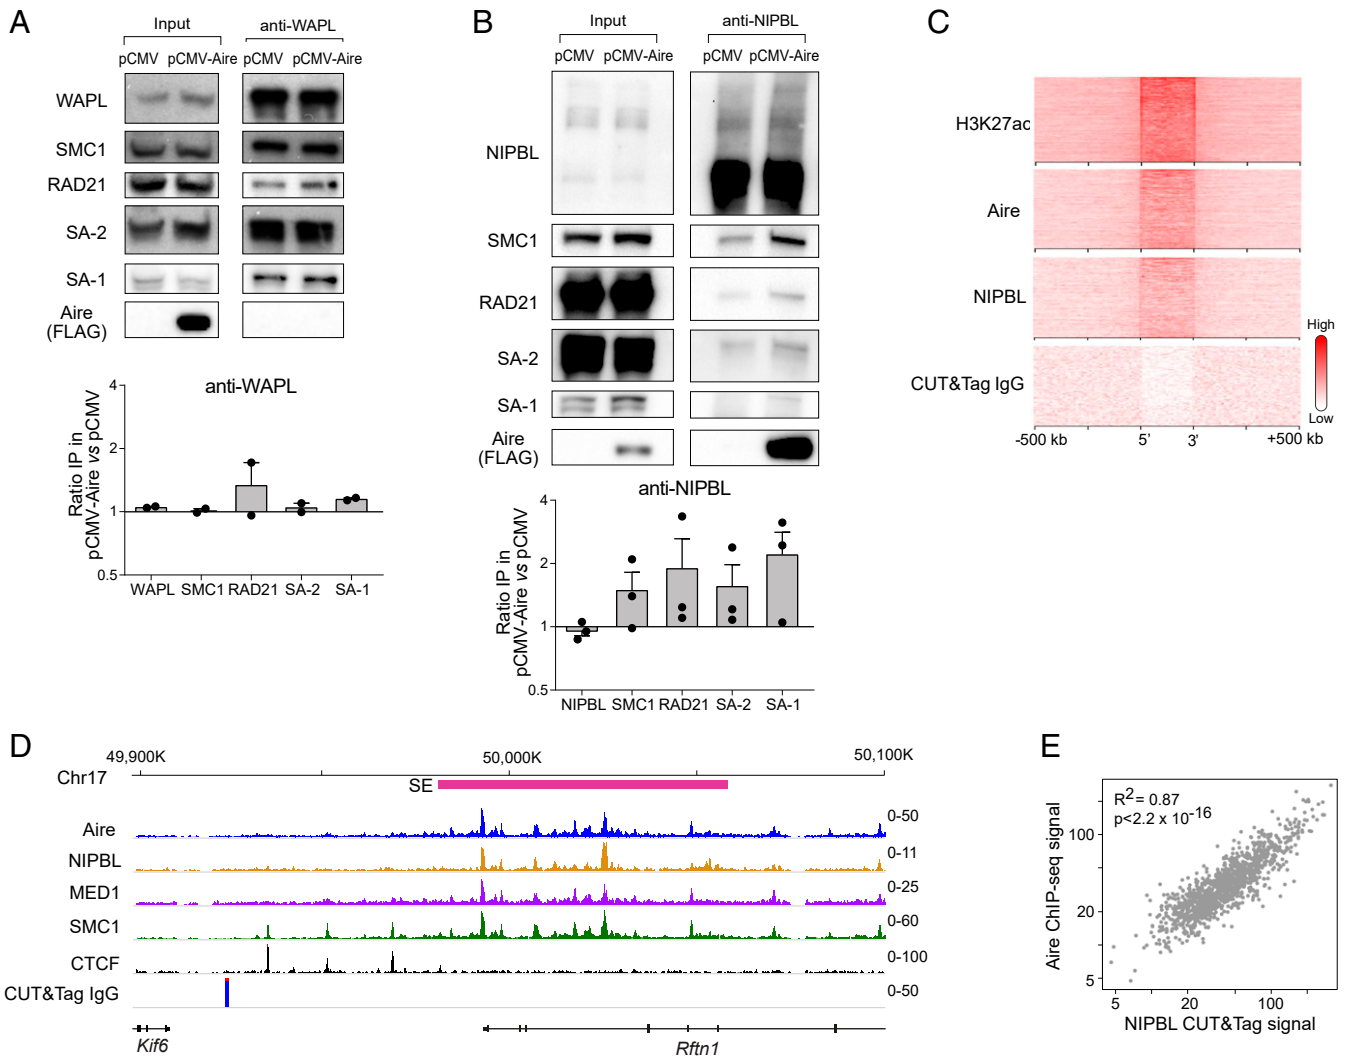 A
Input
anti-WAPL
pCMV pCMV-Aire pCMV pCMV-Aire
WAPL
SMC1
RAD21
SA-2
SA-1
Aire
(FLAG)
anti-WAPL
Ratio IP in
pCMV-Aire vs pCMV
4
2
1
0.5
WAPL SMC1 RAD21 SA-2 SA-1
B
Input
anti-NIPBL
pCMV pCMV-Aire pCMV pCMV-Aire
NIPBL
SMC1
RAD21
SA-2
SA-1
Aire
(FLAG)
anti-NIPBL
Ratio IP in
pCMV-Aire vs pCMV
4
2
1
0.5
NIPBL SMC1 RAD21 SA-2 SA-1
C
H3K27ac
Aire
NIPBL
CUT&Tag IgG
High
Low
-500 kb 5' 3' +500 kb
D
49,900K 50,000K 50,100K
Chr17
SE
Aire 0-50
NIPBL 0-11
MED1 0-25
SMC1 0-60
CTCF 0-100
CUT&Tag IgG 0-50
Kif6 Rftn1
E
R2= 0.87
p<2.2 x 10-16
Aire ChIP-seq signal
100
20
5
5 20 100
NIPBL CUT&Tag signal